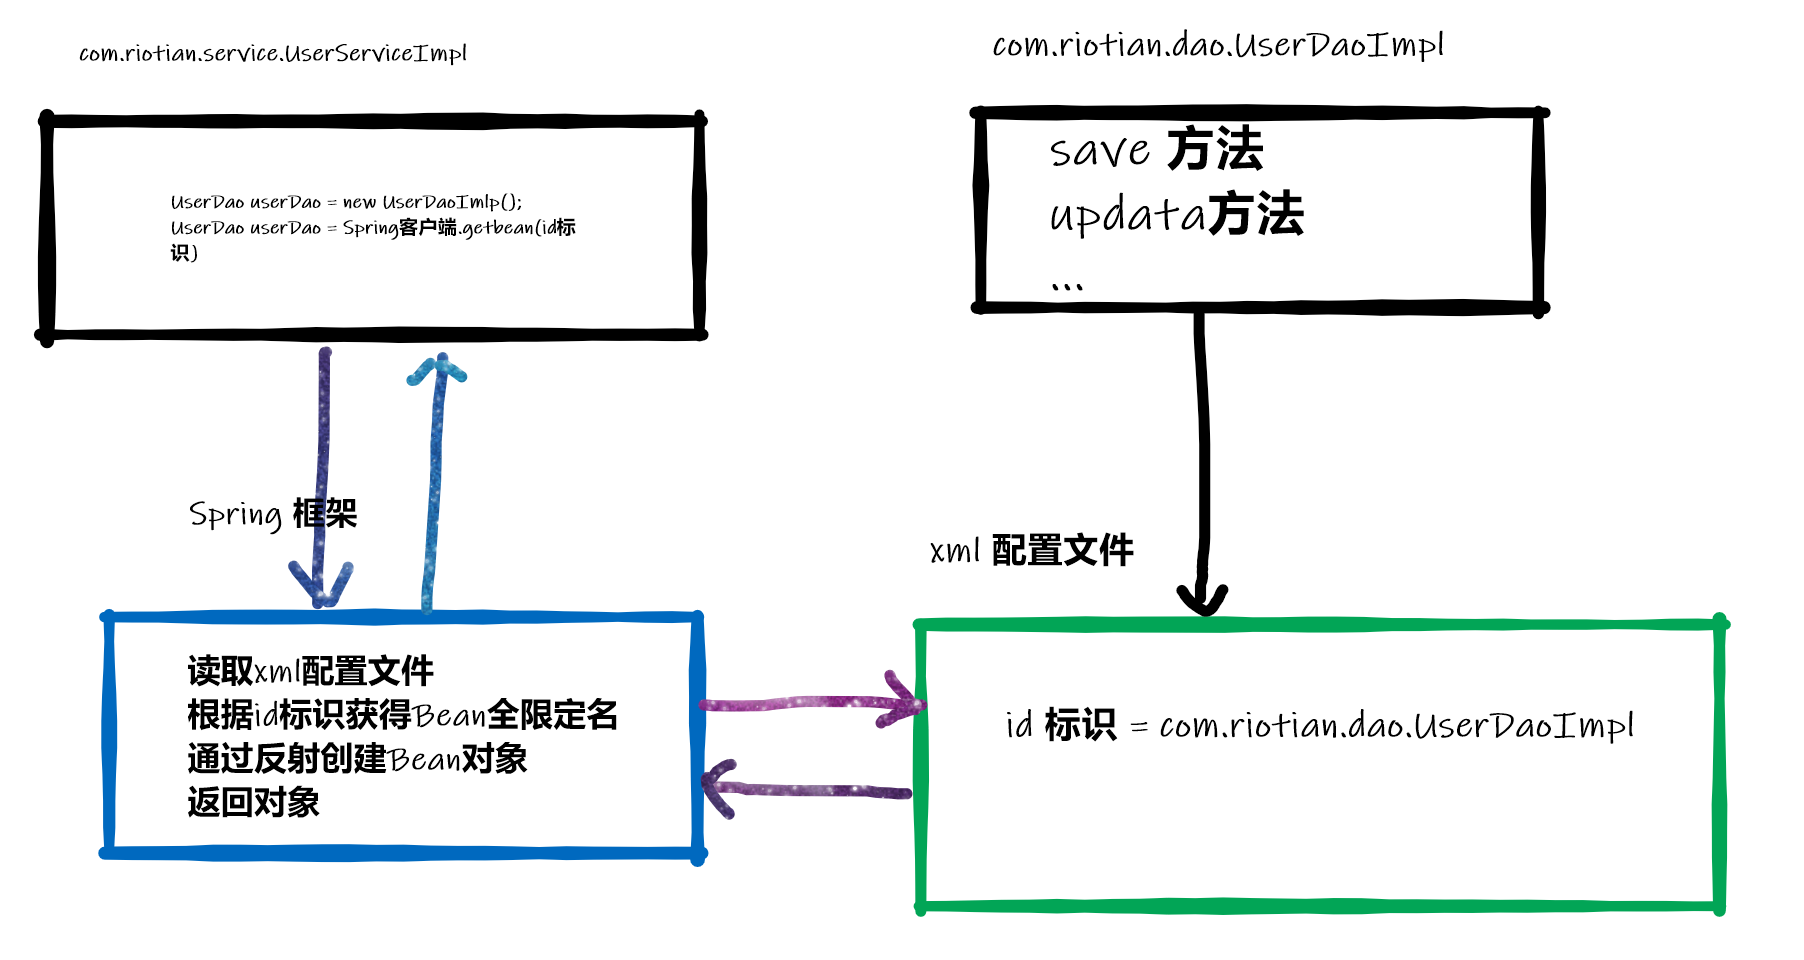 com.riotian.service.UserServiceImpl
UserDao userDao = new UserDaoImlp();
UserDao userDao = Spring客户端.getbean(id标
识)
com.riotian.dao.UserDaoImpl
save 方法
updata方法
...
Spring 框架
读取xml配置文件
根据id标识获得Bean全限定名
通过反射创建Bean对象
返回对象
xml 配置文件
id 标识 = com.riotian.dao.UserDaoImpl